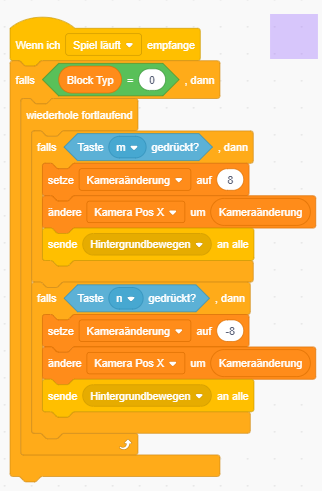 Wenn ich Spiel läuft empfange
falls Block Typ = 0 , dann
wiederhole fortlaufend
falls Taste m gedrückt? , dann
setze Kameraänderung auf 8
ändere Kamera Pos X um Kameraänderung
sende Hintergrundbewegen an alle
falls Taste n gedrückt? , dann
setze Kameraänderung auf -8
ändere Kamera Pos X um Kameraänderung
sende Hintergrundbewegen an alle